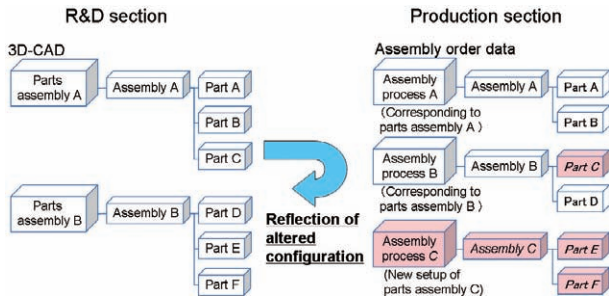 R&D section
3D-CAD
Parts
assembly A
Assembly A
Part A
Part B
Part C
Parts
assembly B
Assembly B
Part D
Part E
Part F
Reflection of
altered
configuration
Production section
Assembly order data
Assembly
process A
Assembly A
Part A
Part B
(Corresponding to
parts assembly A )
Assembly
process B
Assembly B
Part C
Part D
(Corresponding to
parts assembly B )
Assembly
process C
Assembly C
Part E
Part F
(New setup of
parts assembly C)